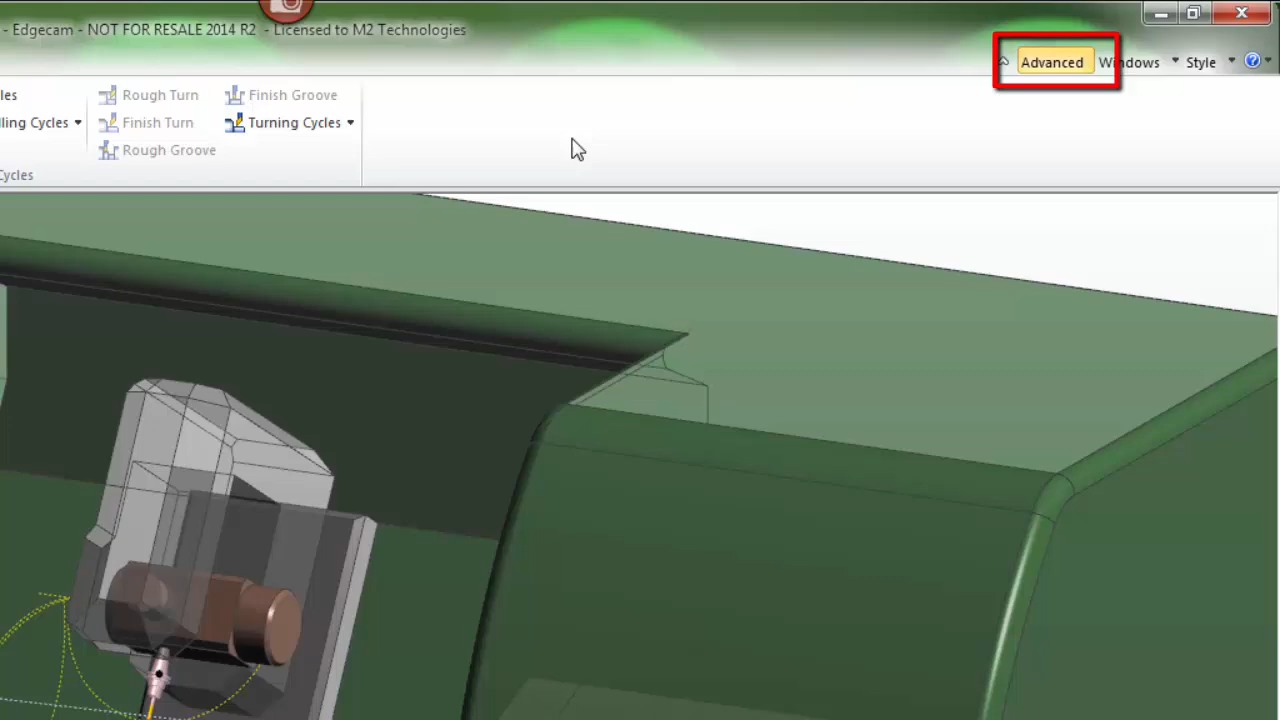 - Edgecam - NOT FOR RESALE 2014 R2 - Licensed to M2 Technologies
Advanced Windows Style
les Rough Turn Finish Groove
lling Cycles Finish Turn Turning Cycles
Rough Groove
Cycles